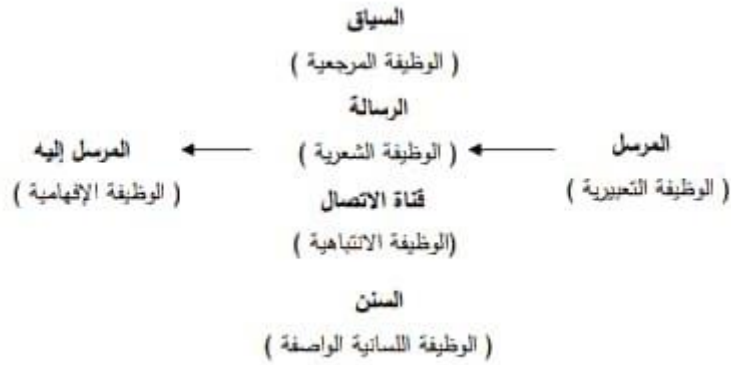 السياق
( الوظيفة المرجعية )
الرسالة
المرسل
( الوظيفة الشعرية )
المرسل إليه
( الوظيفة التعبيرية )
قناة الاتصال
( الوظيفة الإفهامية )
(الوظيفة الانتباهية )
السنن
( الوظيفة اللسانية الواصفة )